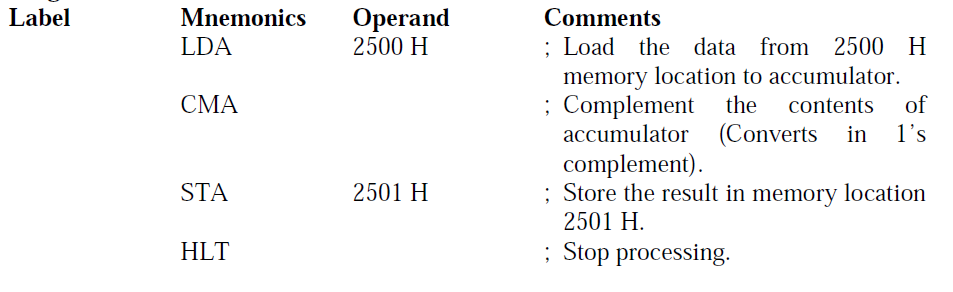 Label Mnemonics Operand Comments
LDA 2500 H ; Load the data from 2500 H
memory location to accumulator.
CMA ; Complement the contents of
accumulator (Converts in 1’s
complement).
STA 2501 H ; Store the result in memory location
2501 H.
HLT ; Stop processing.